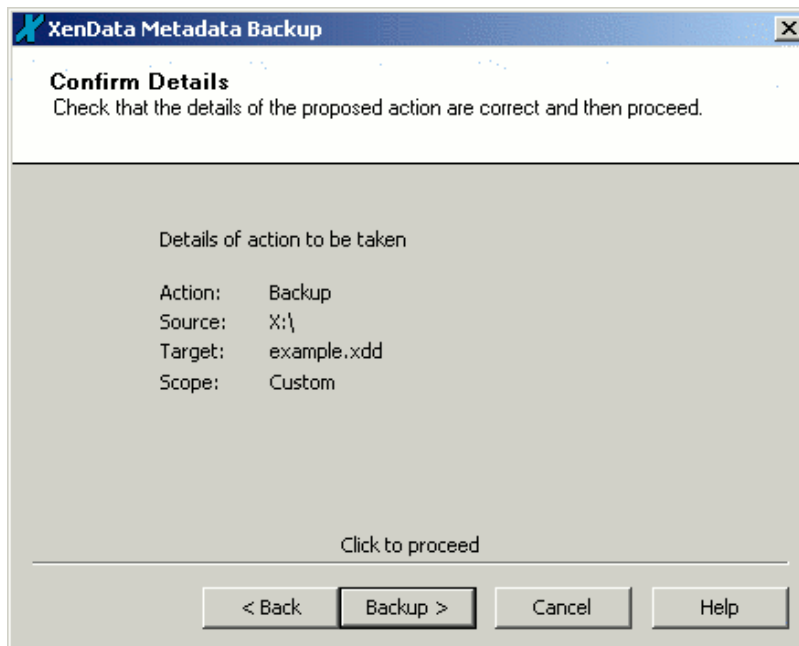 XenData Metadata Backup
Confirm Details
Check that the details of the proposed action are correct and then proceed.
Details of action to be taken
Action: Backup
Source: X:\
Target: example.xdd
Scope: Custom
Click to proceed
< Back Backup > Cancel Help